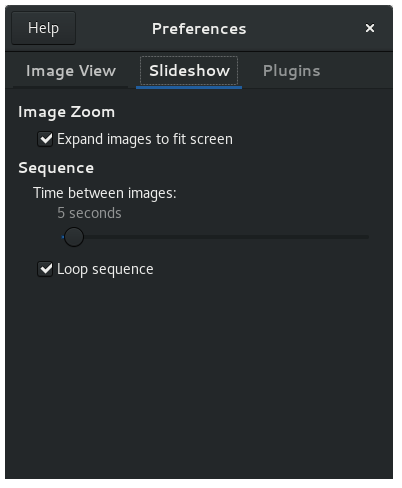 Help Preferences ×
Image View Slideshow Plugins
Image Zoom
Expand images to fit screen
Sequence
Time between images:
5 seconds
Loop sequence